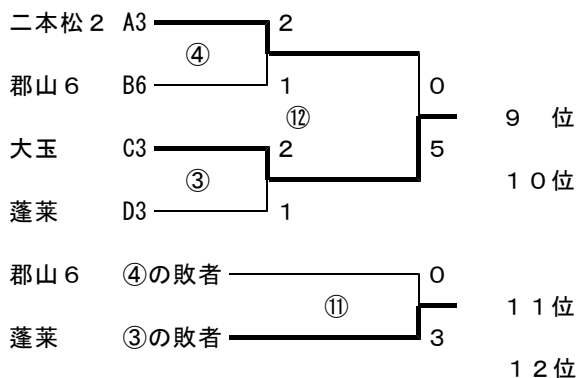 二本松２ A3 2
④
郡山６ B6 1 0
⑫ ９ 位
大玉 C3 2 5
③ １０位
蓬莱 D3 1
郡山６ ④の敗者 0
⑪ １１位
蓬莱 ③の敗者 3
１２位